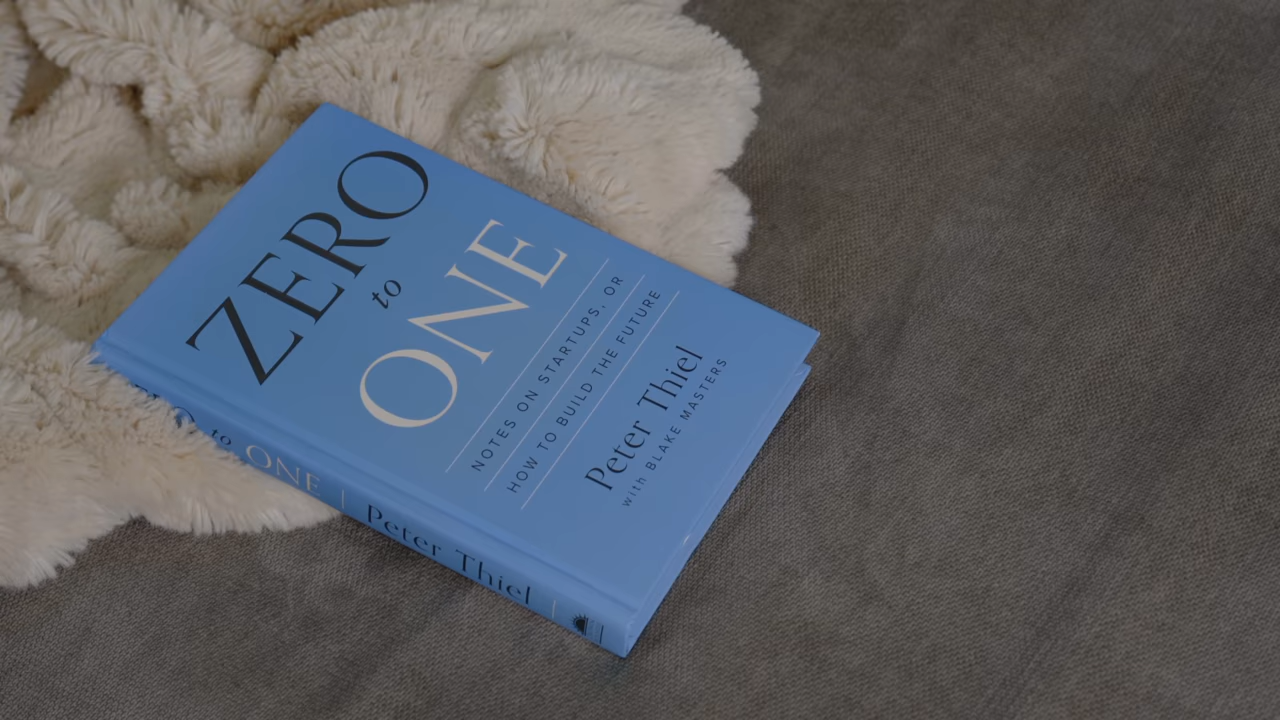 ZERO
to
ONE
NOTES ON STARTUPS, OR
HOW TO BUILD THE FUTURE
Peter Thiel
with BLAKE MASTERS
to ONE | Peter Thiel